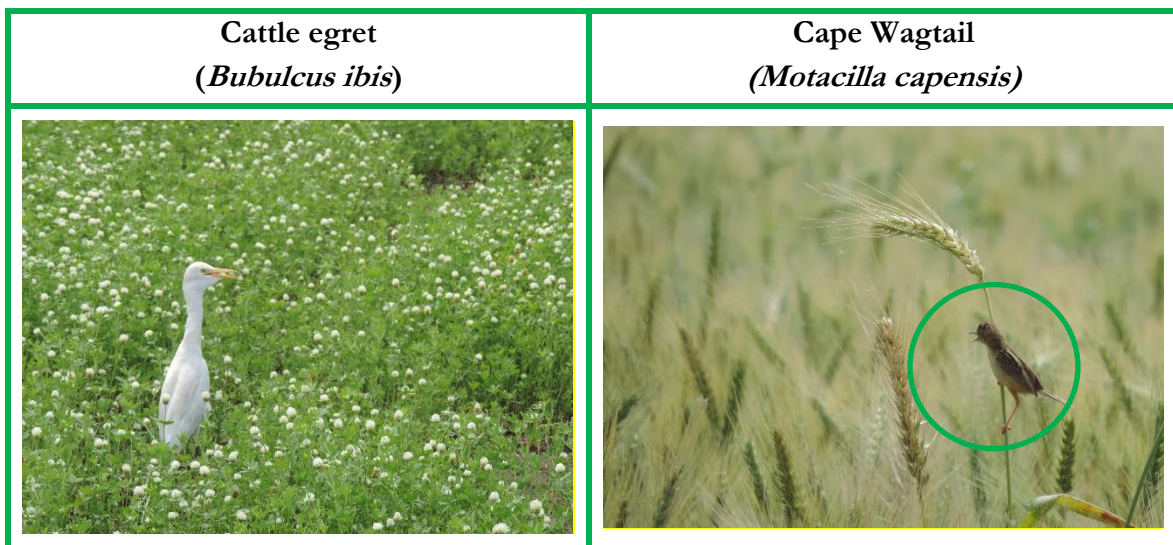 Cattle egret
(Bubulcus ibis)
Cape Wagtail
(Motacilla capensis)